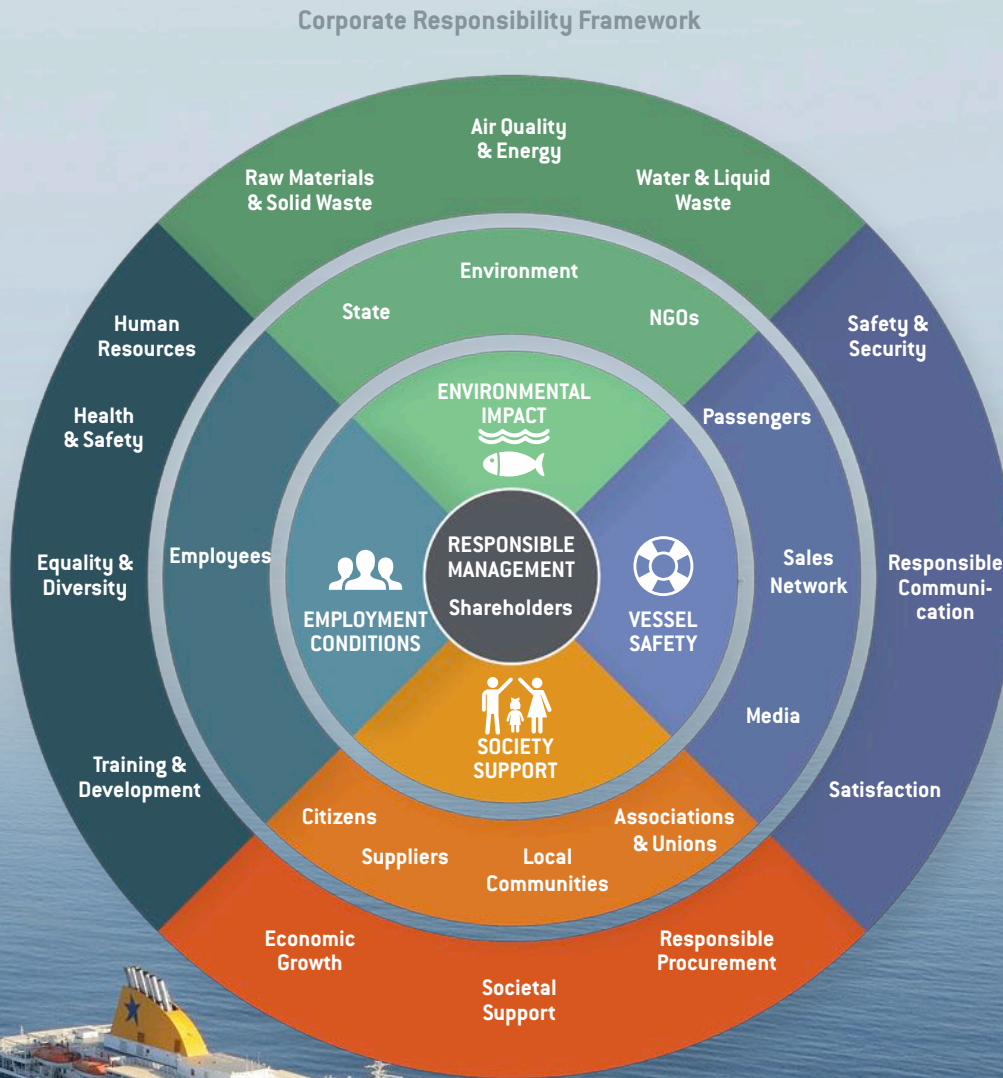 Corporate Responsibility Framework
Air Quality
& Energy
Raw Materials
& Solid Waste
Water & Liquid
Waste
Environment
State
NGOs
Human
Resources
Safety &
Security
ENVIRONMENTAL
IMPACT
Health
& Safety
Passengers
Equality &
Diversity
Employees
EMPLOYMENT
CONDITIONS
RESPONSIBLE
MANAGEMENT
Shareholders
VESSEL
SAFETY
Sales
Network
Responsible
Communi-
cation
Media
SOCIETY
SUPPORT
Training &
Development
Satisfaction
Citizens
Suppliers
Local
Communities
Associations
& Unions
Economic
Growth
Societal
Support
Responsible
Procurement